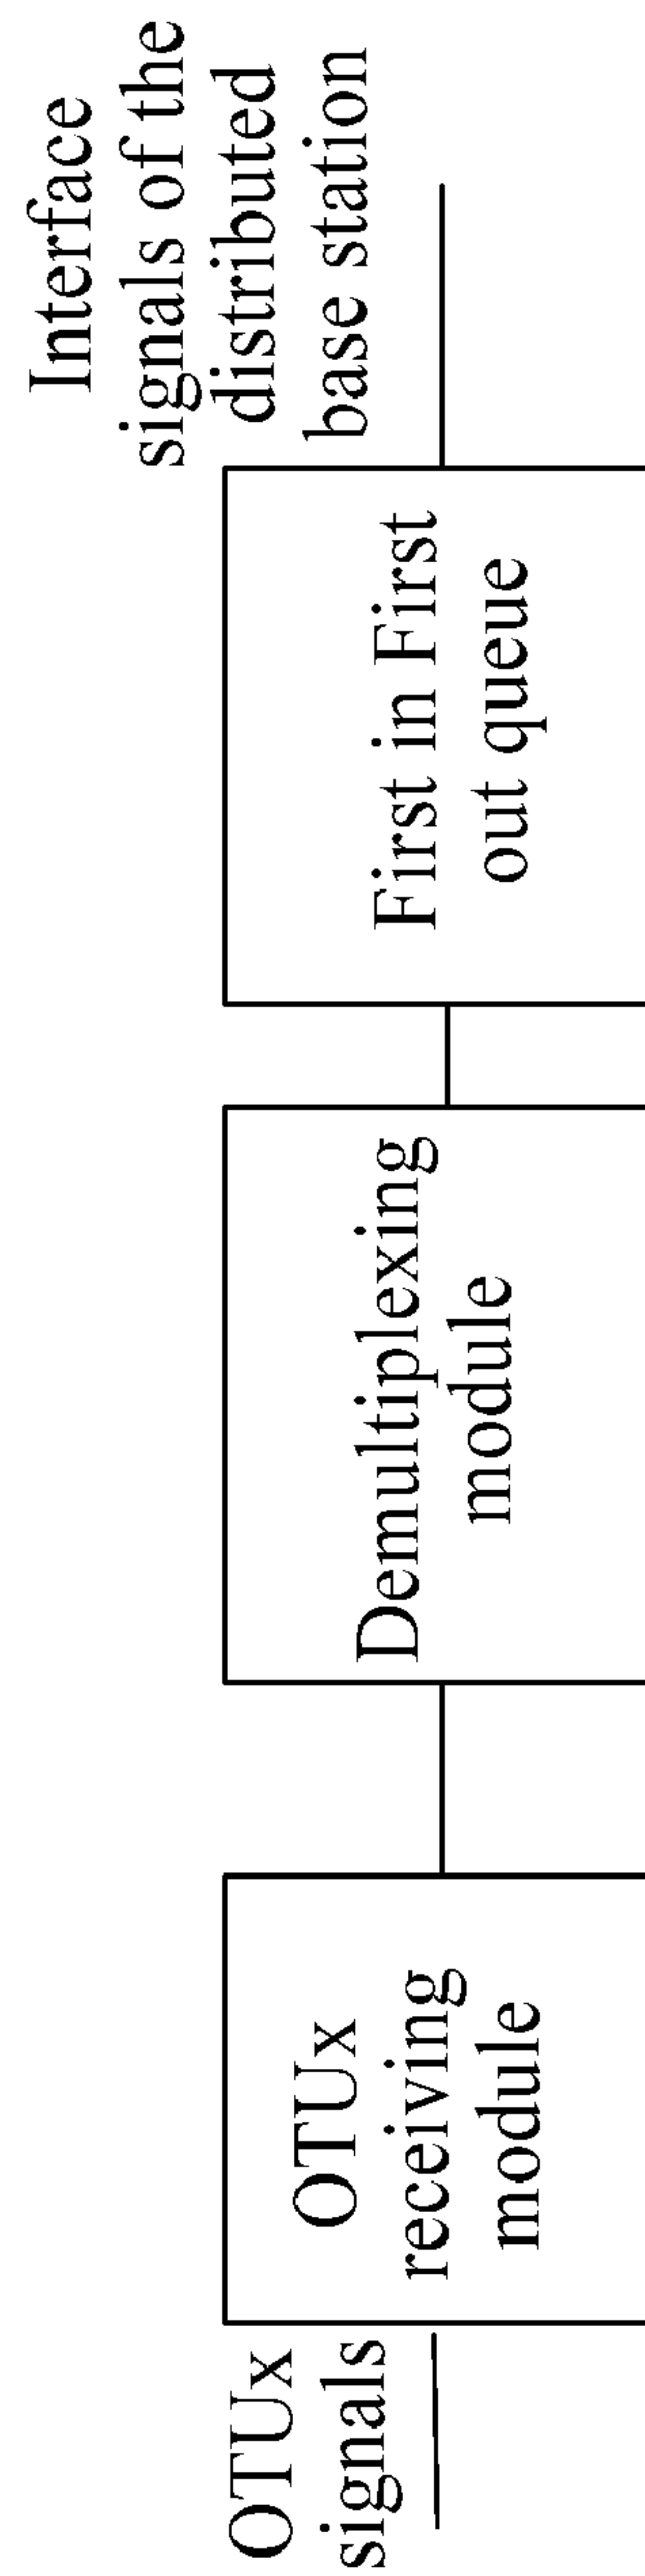 OTUx
signals
OTUx
receiving
module
Demultiplexing
module
First in First
out queue
Interface
signals of the
distributed
base station